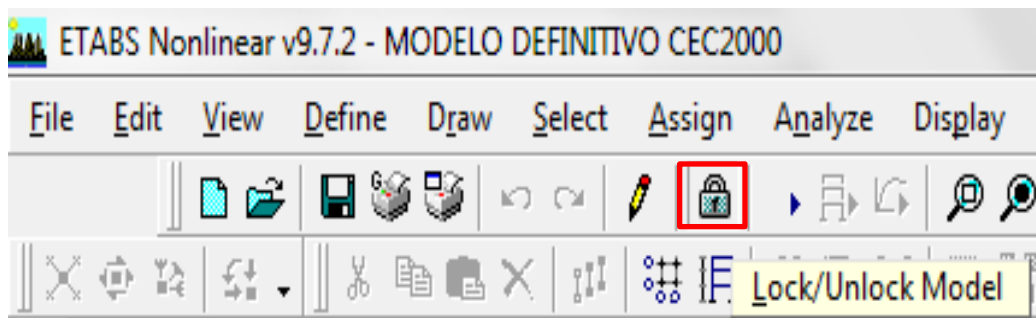 ETABS Nonlinear v9.7.2 - MODELO DEFINITIVO CEC2000
File Edit View Define Draw Select Assign Analyze Display
Lock/Unlock Model